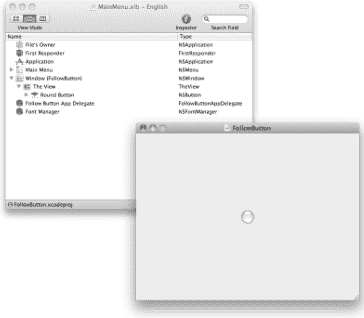 MainMenu.xib – English
View Mode
Inspector
Search Field
Name Type
File's Owner NSApplication
First Responder First Responder
Application NSApplication
Main Menu NSMenu
Window (FollowButton) NSWindow
The View TheView
Round Button NSButton
Follow Button App Delegate FollowButtonAppDelegate
Font Manager NSFontManager
FollowButton.xcodeproj
FollowButton